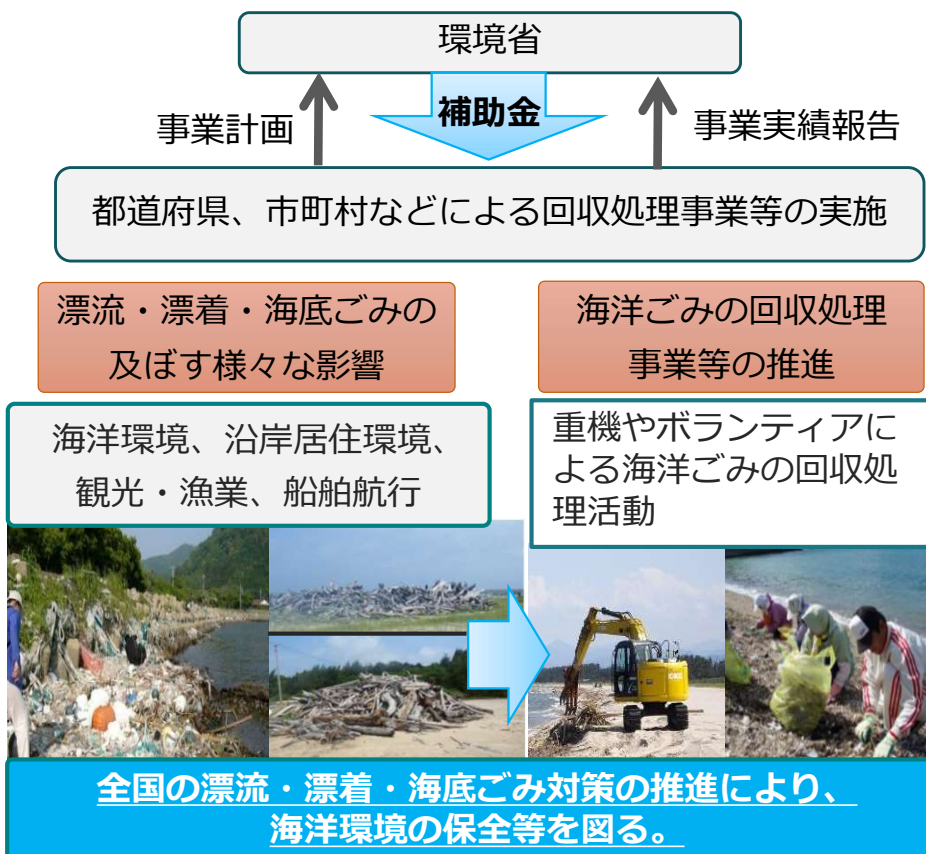 環境省
補助金
事業計画
事業実績報告
都道府県、市町村などによる回収処理事業等の実施
漂流・漂着・海底ごみの
及ぼす様々な影響
海洋ごみの回収処理
事業等の推進
海洋環境、沿岸居住環境、
観光・漁業、船舶航行
重機やボランティアに
よる海洋ごみの回収処
理活動
全国の漂流・漂着・海底ごみ対策の推進により、
海洋環境の保全等を図る。